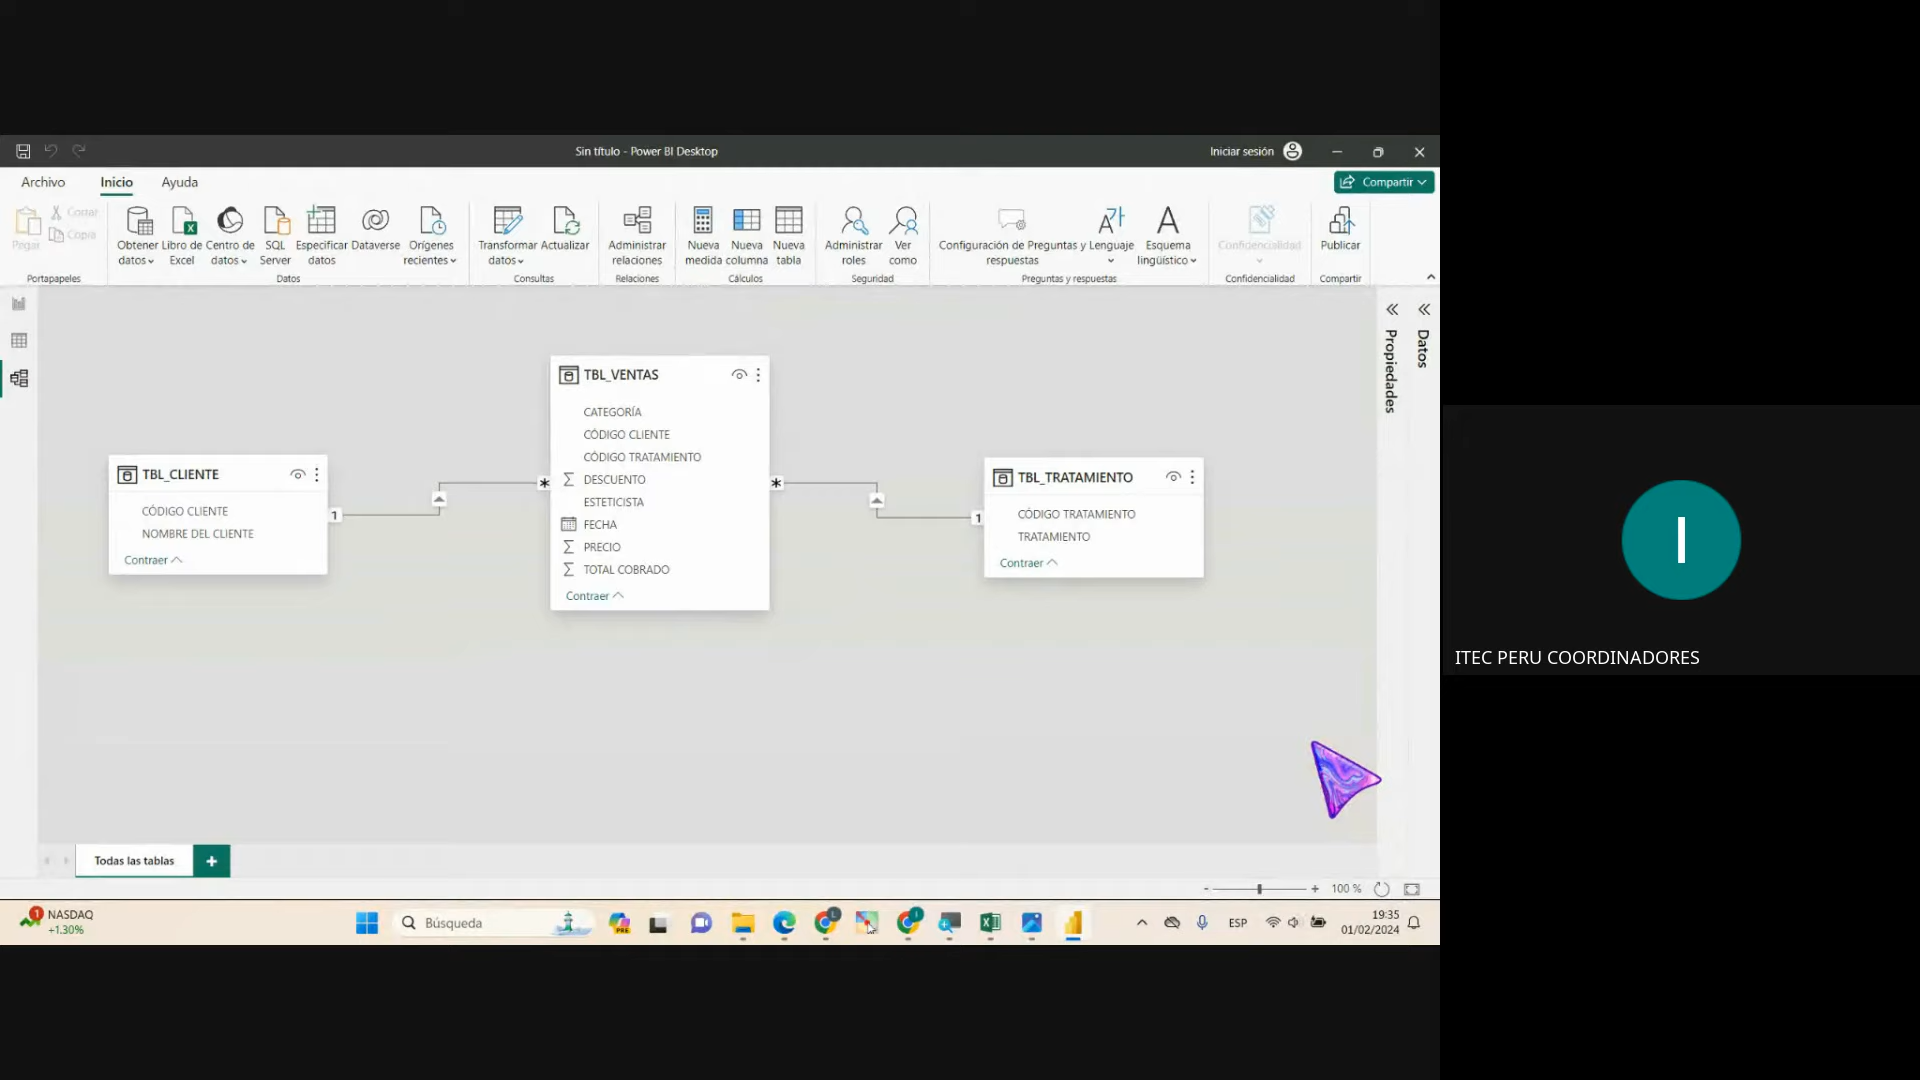 Sin título - Power BI Desktop
Iniciar sesión
Archivo
Inicio
Ayuda
Compartir
Pegar
Cortar
Copia
Portapapeles
Obtener datos
Libro de Excel
Centro de datos
SQL Server
Especificar datos
Dataverse
Orígenes recientes
Datos
Transformar datos
Actualizar
Consultas
Administrar relaciones
Relaciones
Nueva medida
Nueva columna
Nueva tabla
Cálculos
Administrar roles
Ver como
Seguridad
Configuración de Preguntas y respuestas
Lenguaje
Esquema lingüístico
Preguntas y respuestas
Confidencialidad
Confidencialidad
Publicar
Compartir
TBL_CLIENTE
CÓDIGO CLIENTE
NOMBRE DEL CLIENTE
Contraer
1
*
TBL_VENTAS
CATEGORÍA
CÓDIGO CLIENTE
CÓDIGO TRATAMIENTO
DESCUENTO
ESTETICISTA
FECHA
PRECIO
TOTAL COBRADO
Contraer
*
1
TBL_TRATAMIENTO
CÓDIGO TRATAMIENTO
TRATAMIENTO
Contraer
Propiedades
Datos
Todas las tablas
+
- + 100 %
1
NASDAQ
+1.30%
Búsqueda
PRE
L
I
ESP
19:35
01/02/2024
I
ITEC PERU COORDINADORES